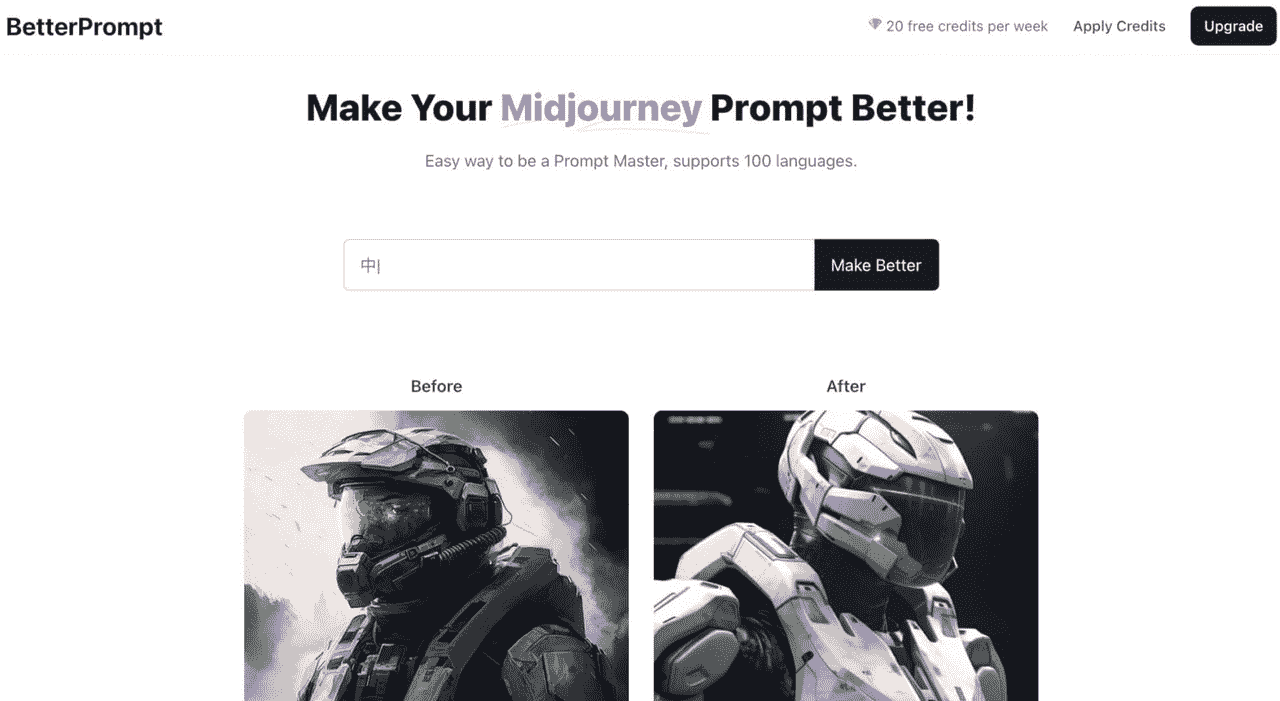 BetterPrompt
20 free credits per week
Apply Credits
Upgrade
Make Your Midjourney Prompt Better!
Easy way to be a Prompt Master, supports 100 languages.
中|
Make Better
Before
After